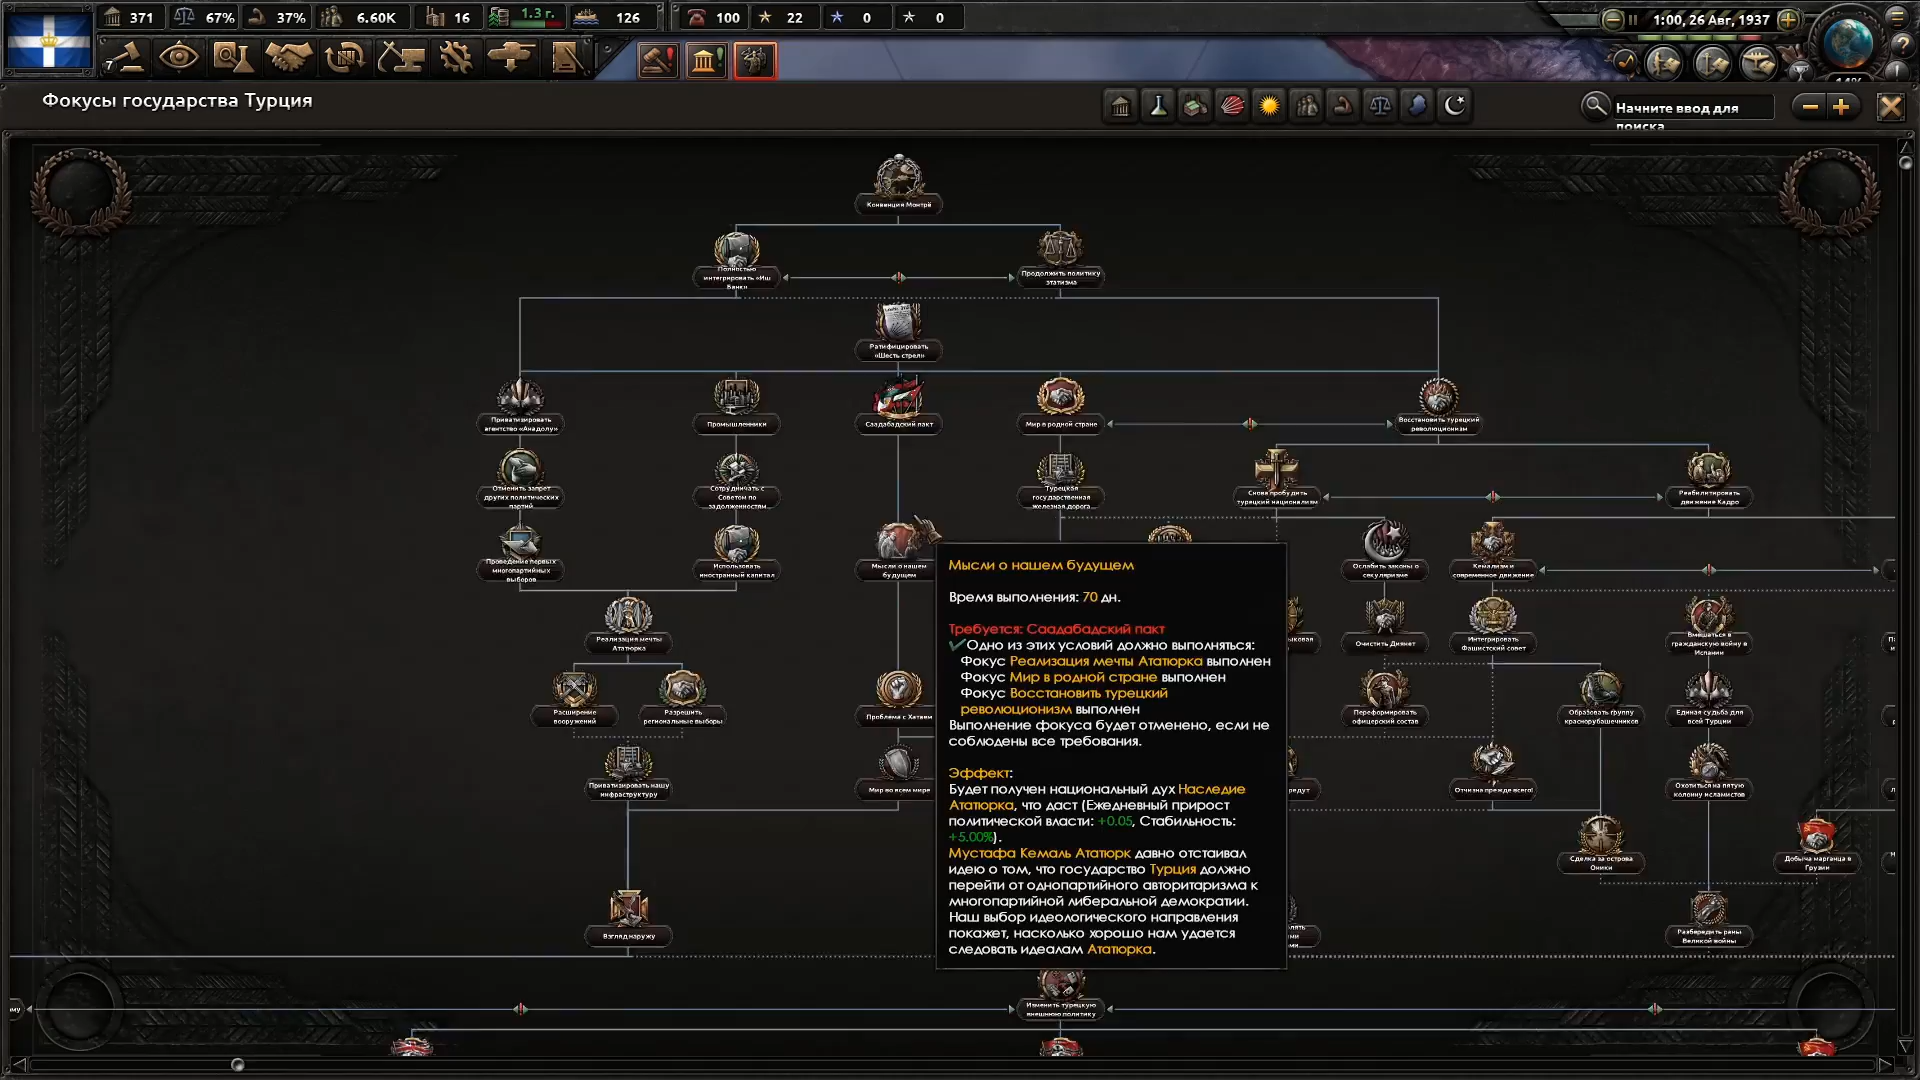 371
67%
37%
6.60K
16
1.3 г.
126
100
22
0
0
1:00, 26 Авг, 1937
7
Фокусы государства Турция
Начните ввод для
поиска
Конвенция Монтрё
Полностью
интегрировать «Иш
Банк»
Продолжить политику
этатизма
Ратифицировать
«Шесть стрел»
Приватизировать
агентство «Анадолу»
Промышленники
Саадабадский пакт
Мир в родной стране
Восстановить турецкий
революционизм
Отменить запрет
других политических
партий
Сотрудничать с
Советом по
задолженностям
Турецкая
государственная
железная дорога
Снова пробудить
турецкий национализм
Реабилитировать
движение Кадро
Проведение первых
многопартийных
выборов
Использовать
иностранный капитал
Мысли о нашем
будущем
Ослабить законы о
секуляризме
Кемализм и
современное движение
Реализация мечты
Ататюрка
Очистить Диянет
Интегрировать
Фашистский совет
Вмешаться в
гражданскую войну в
Испании
Расширение
вооружений
Разрешить
региональные выборы
Проблема с Хатаем
Переформировать
офицерский состав
Образовать группу
краснорубашечников
Единая судьба для
всей Турции
Приватизировать нашу
инфраструктуру
Мир во всем мире
Отчизна прежде всего!
Охотиться на пятую
колонну исламистов
Сделка за острова
Оники
Добыча марганца в
Грузии
Взгляд наружу
Разбередить раны
Великой войны
Изменить турецкую
внешнюю политику
Мысли о нашем будущем
Время выполнения: 70 дн.
Требуется: Саадабадский пакт
Одно из этих условий должно выполняться:
Фокус Реализация мечты Ататюрка выполнен
Фокус Мир в родной стране выполнен
Фокус Восстановить турецкий
революционизм выполнен
Выполнение фокуса будет отменено, если не
соблюдены все требования.
Эффект:
Будет получен национальный дух Наследие
Ататюрка, что даст (Ежедневный прирост
политической власти: +0.05, Стабильность:
+5.00%).
Мустафа Кемаль Ататюрк давно отстаивал
идею о том, что государство Турция должно
перейти от однопартийного авторитаризма к
многопартийной либеральной демократии.
Наш выбор идеологического направления
покажет, насколько хорошо нам удается
следовать идеалам Ататюрка.